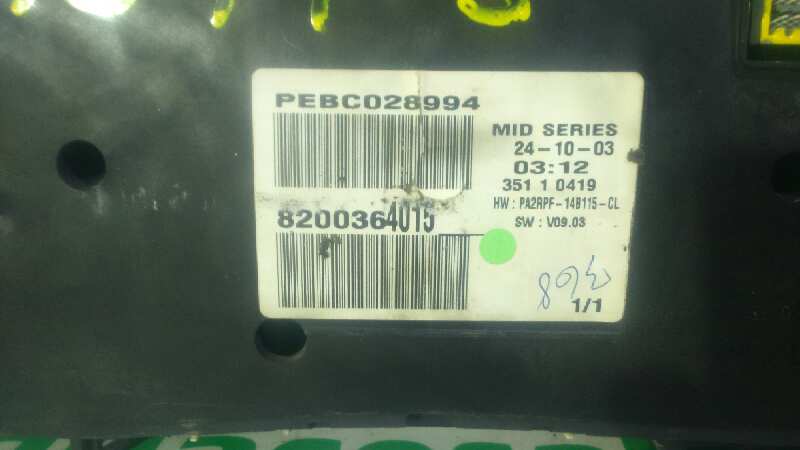 PEBC028994
MID SERIES
24-10-03
03:12
351 1 0419
HW : PA2RPF-14B115-CL
SW : V09.03
8200364015
1/1